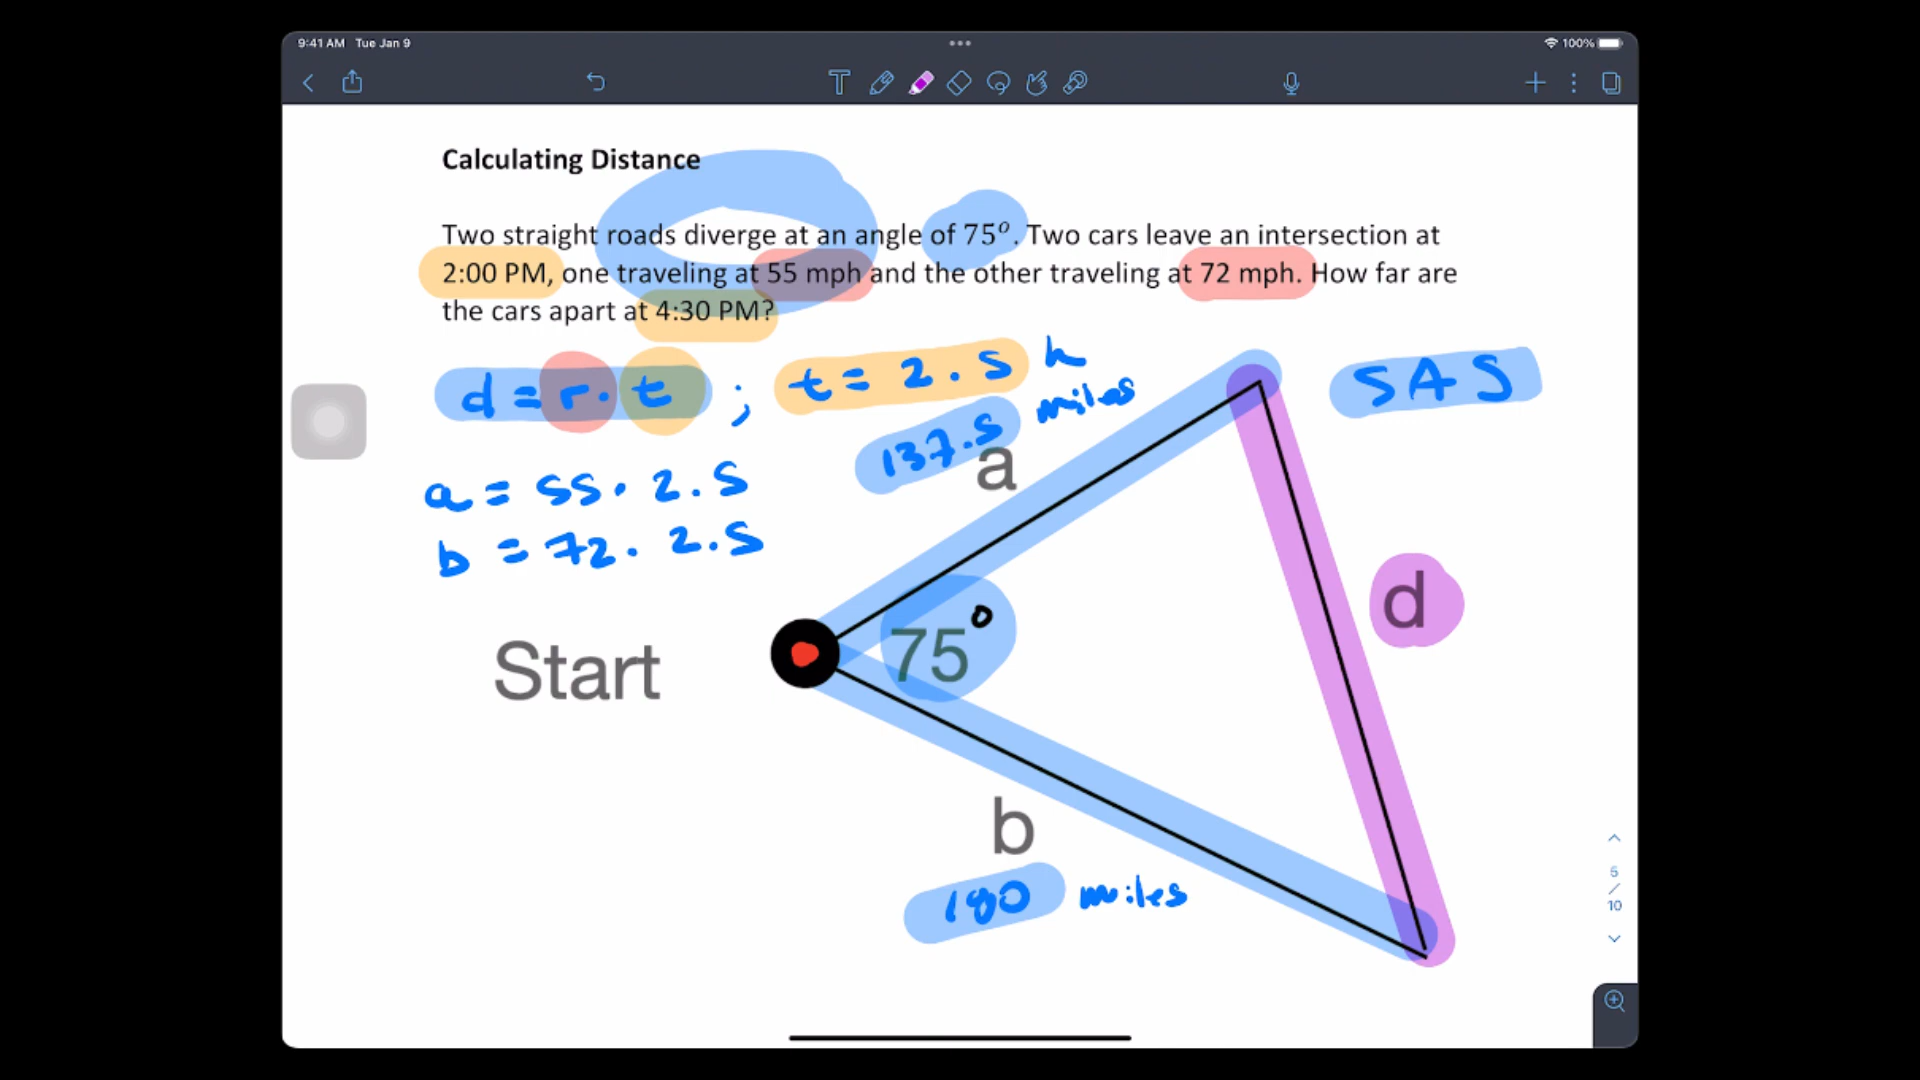 9:41 AM Tue Jan 9
100%
Calculating Distance
Two straight roads diverge at an angle of 75°. Two cars leave an intersection at
2:00 PM, one traveling at 55 mph and the other traveling at 72 mph. How far are
the cars apart at 4:30 PM?
d = r · t ; t = 2.5 h
SAS
137.5 miles
a
a = 55 · 2.5
b = 72 · 2.5
75°
d
Start
b
180 miles
5
/
10